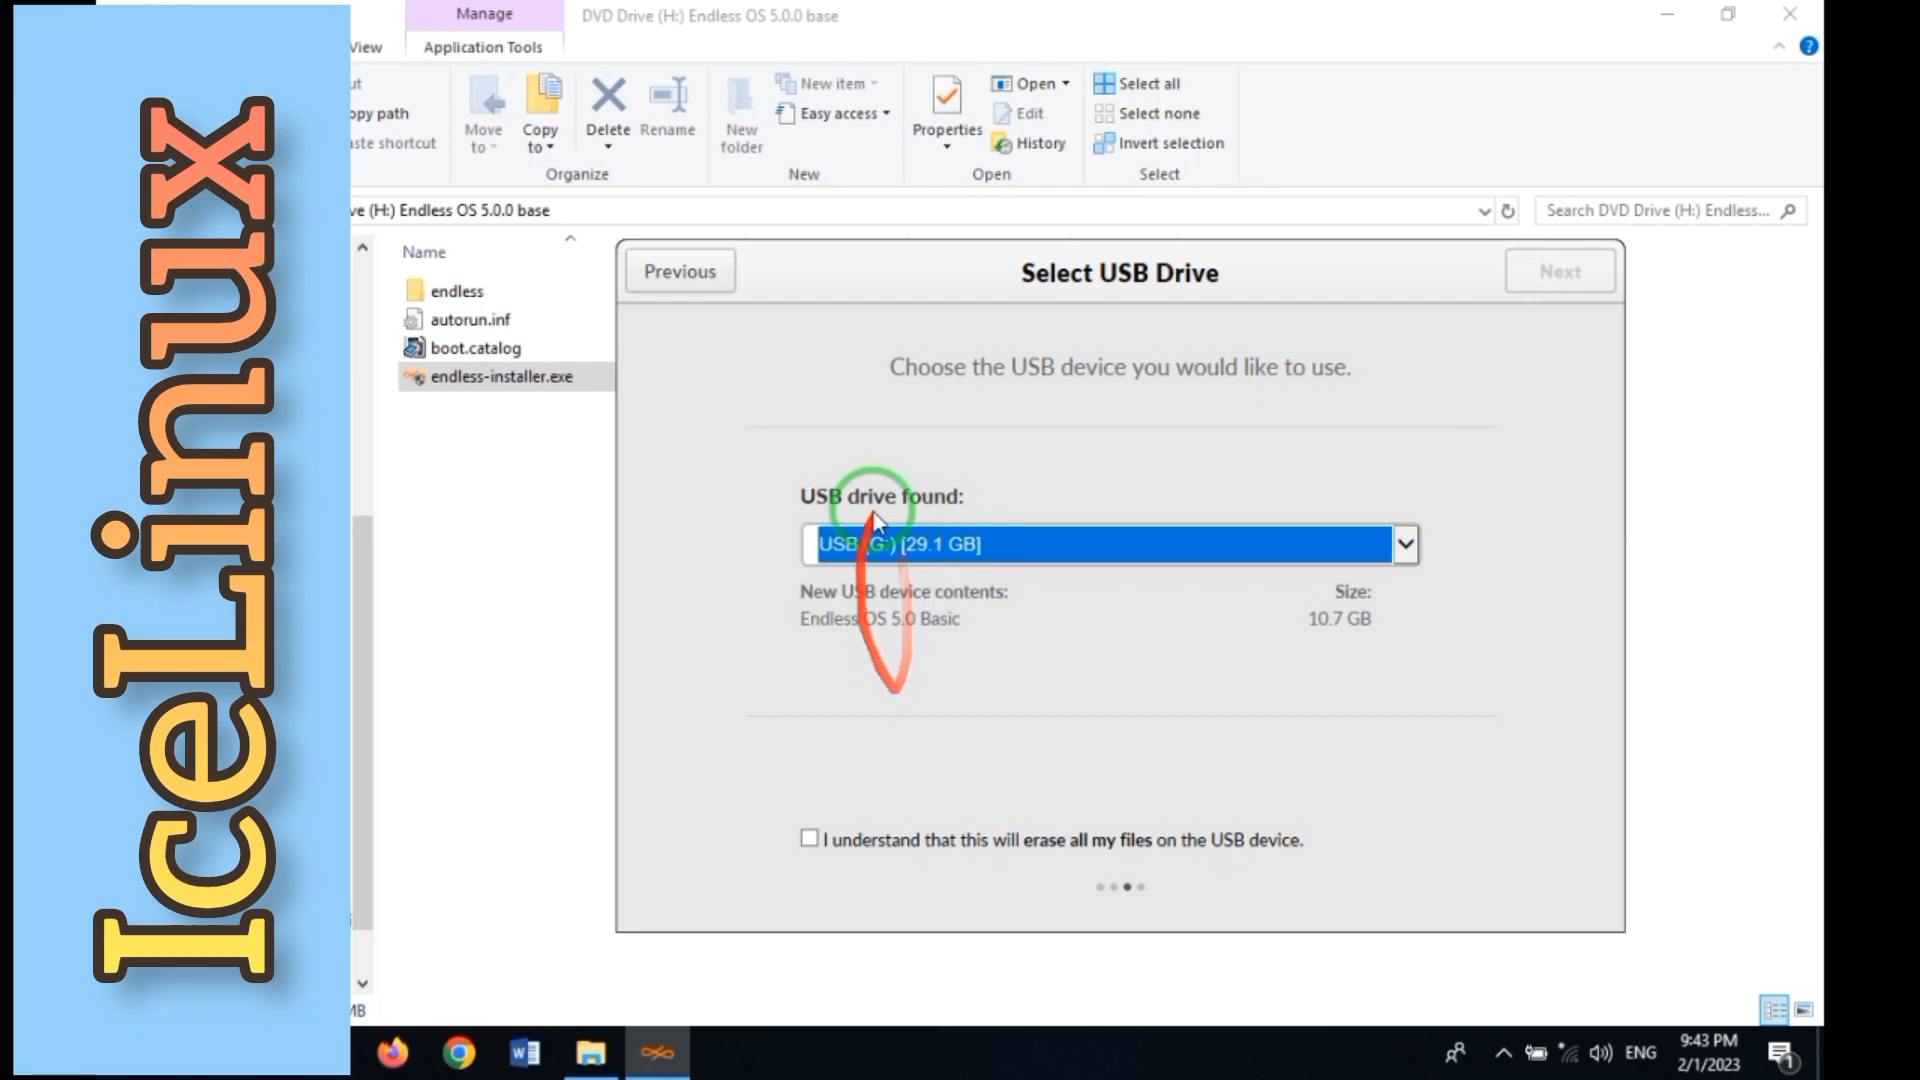 IceLinux
Manage
DVD Drive (H:) Endless OS 5.0.0 base
View
Application Tools
ut
opy path
aste shortcut
Move to
Copy to
Delete
Rename
New folder
New item
Easy access
Properties
Open
Edit
History
Select all
Select none
Invert selection
Organize
New
Open
Select
ve (H:) Endless OS 5.0.0 base
Search DVD Drive (H:) Endless...
Name
endless
autorun.inf
boot.catalog
endless-installer.exe
Previous
Select USB Drive
Next
Choose the USB device you would like to use.
USB drive found:
USB (G:) [29.1 GB]
New USB device contents:
Size:
Endless OS 5.0 Basic
10.7 GB
I understand that this will erase all my files on the USB device.
MB
ENG
9:43 PM
2/1/2023
1